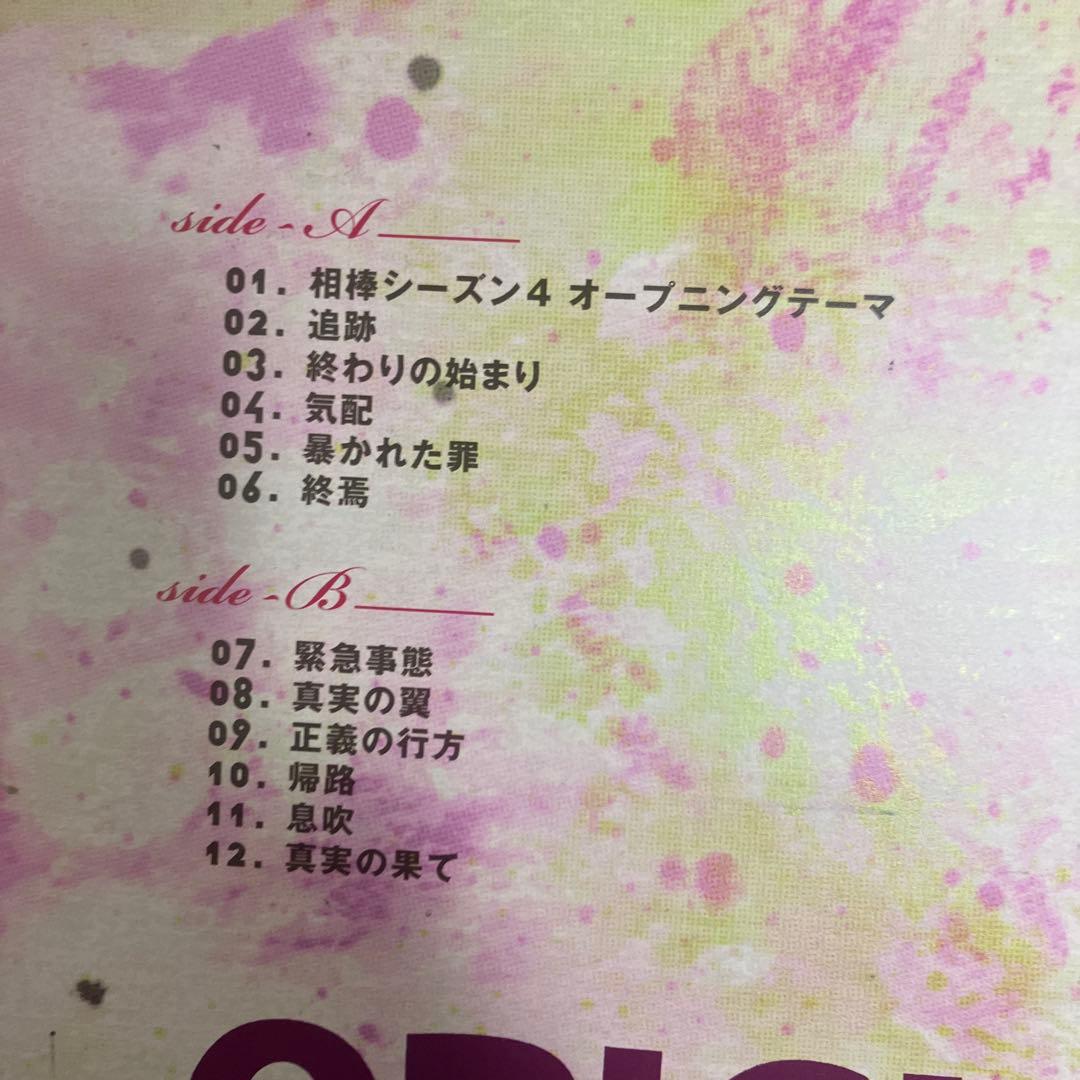 side-A
01. 相棒シーズン4 オープニングテーマ
02. 追跡
03. 終わりの始まり
04. 気配
05. 暴かれた罪
06. 終焉
side-B
07. 緊急事態
08. 真実の翼
09. 正義の行方
10. 帰路
11. 息吹
12. 真実の果て